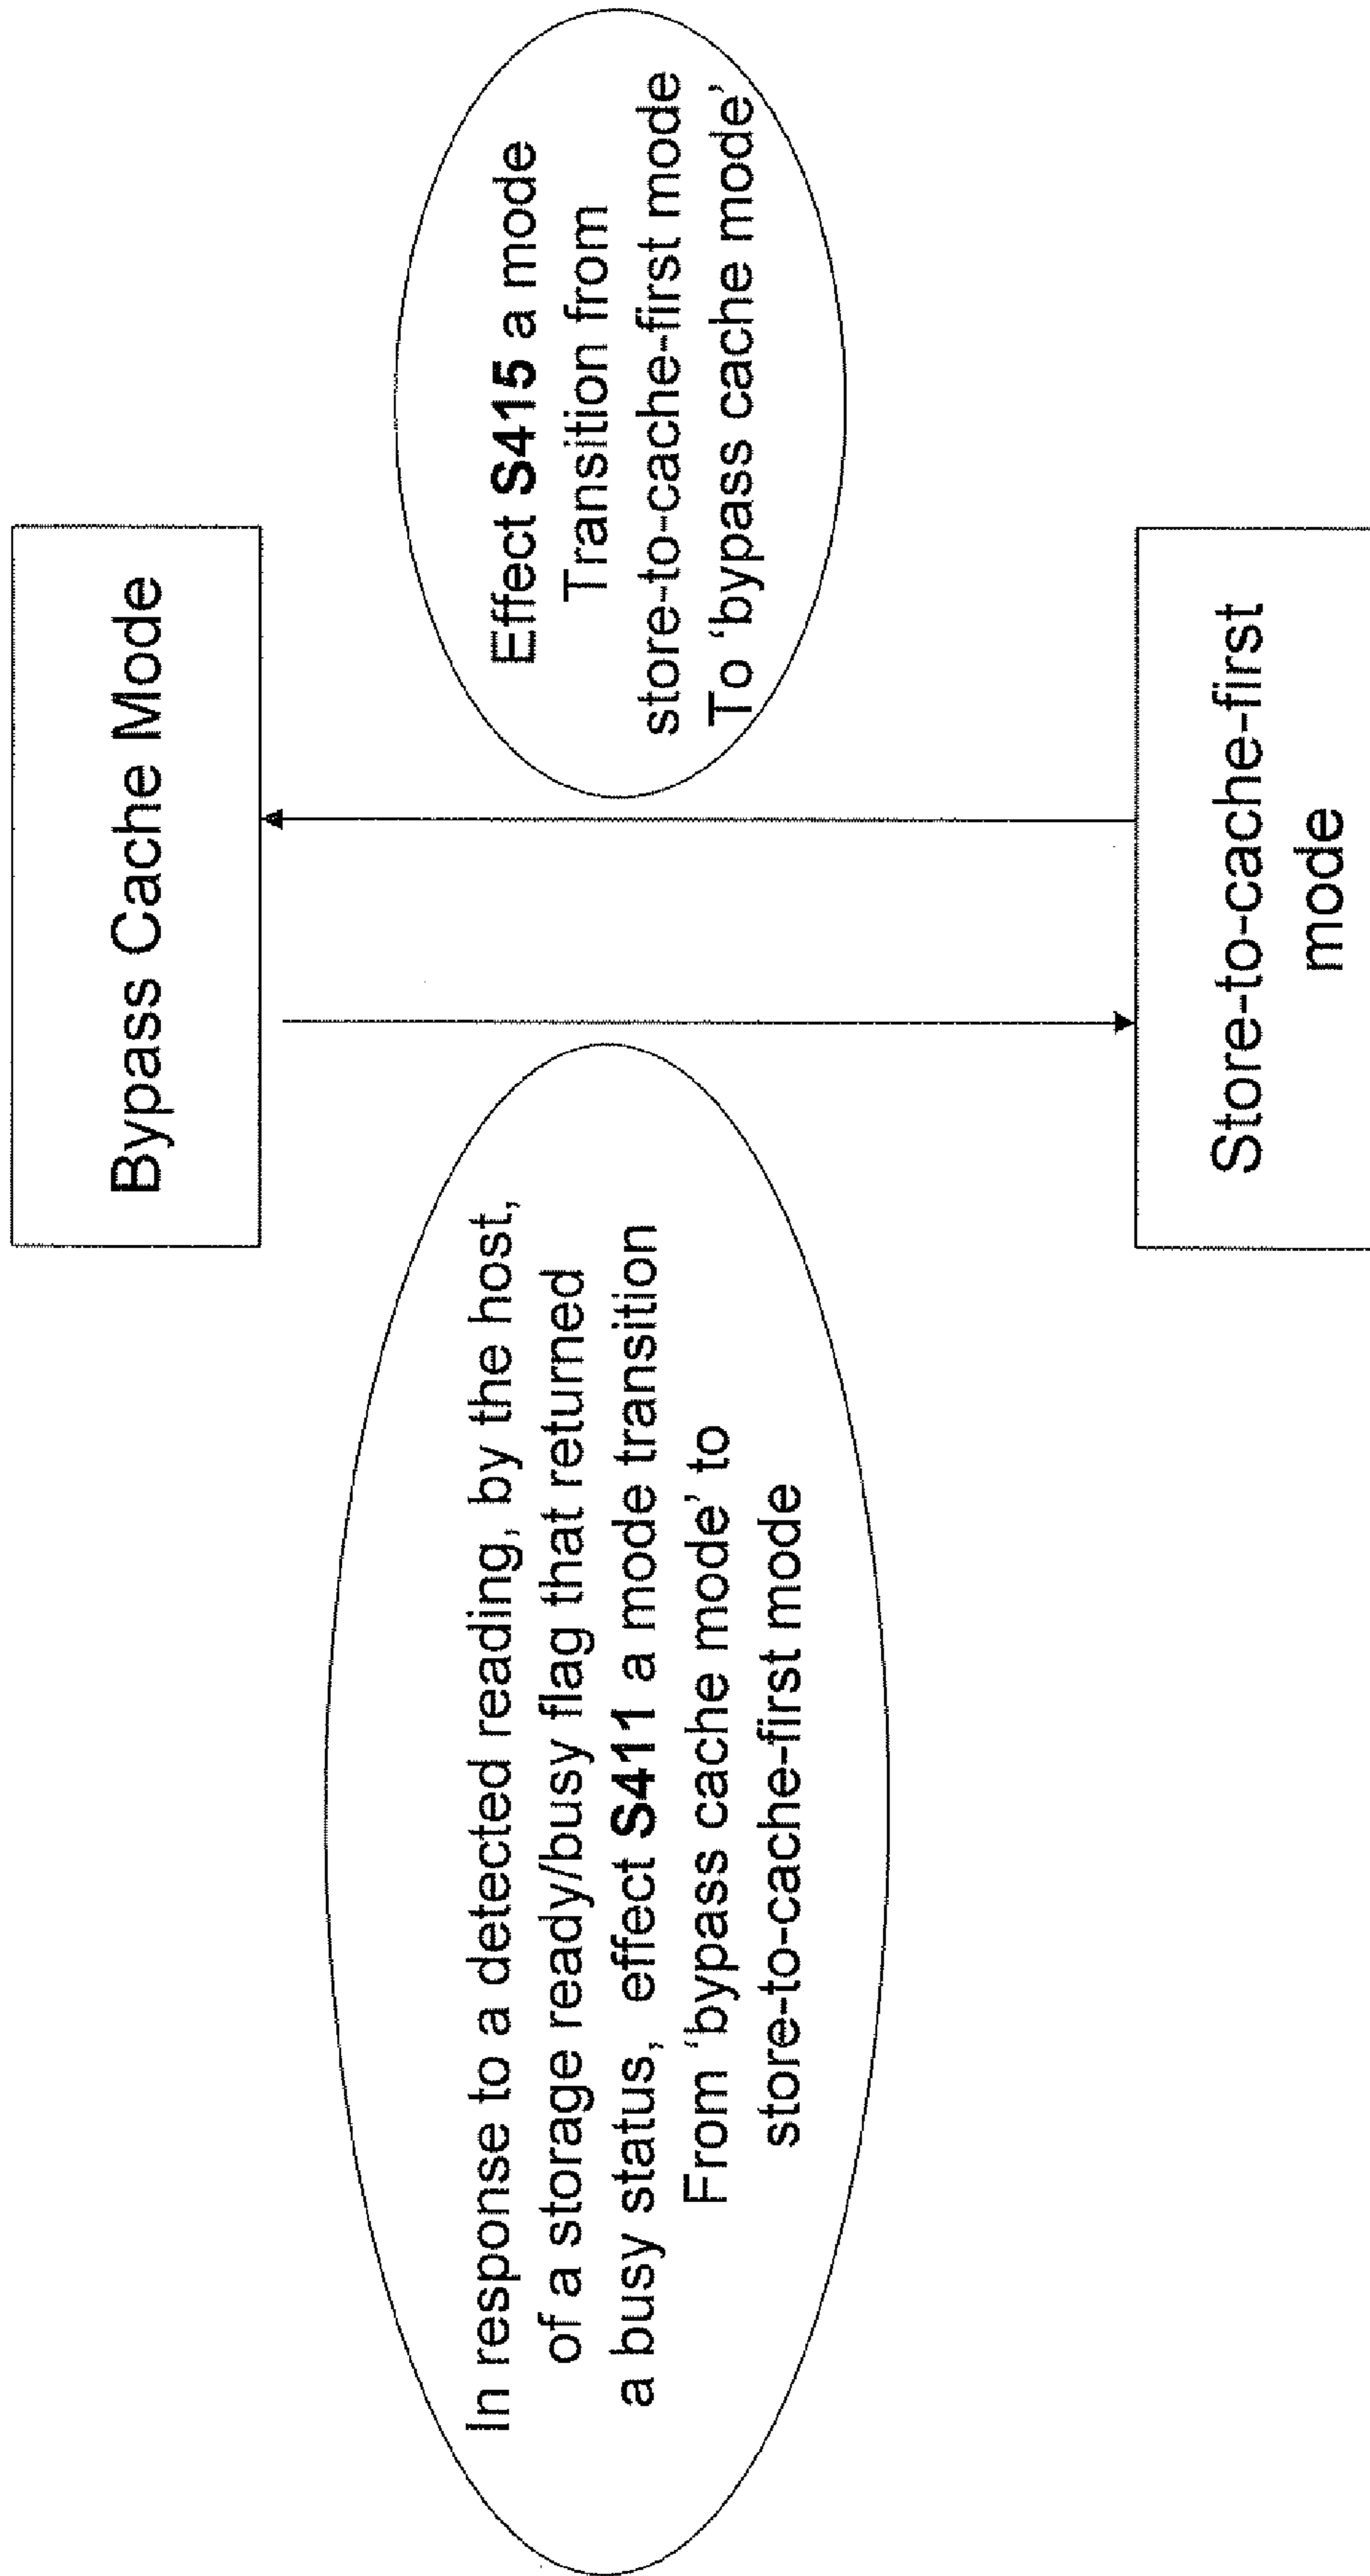 Bypass Cache Mode
In response to a detected reading, by the host,
of a storage ready/busy flag that returned
a busy status, effect S411 a mode transition
From ‘bypass cache mode’ to
store-to-cache-first mode
Effect S415 a mode
Transition from
store-to-cache-first mode
To ‘bypass cache mode’
Store-to-cache-first
mode